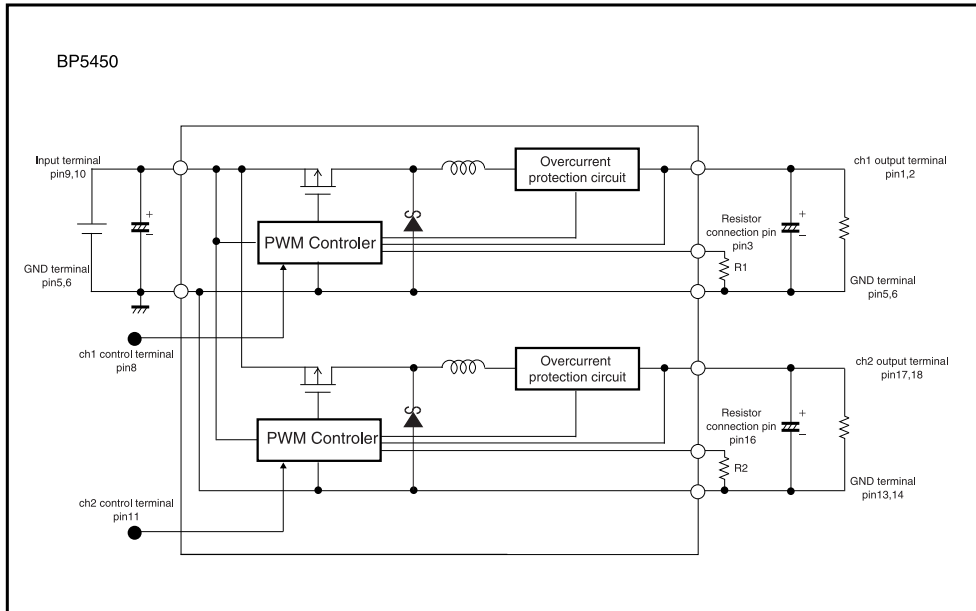 BP5450
Input terminal
pin9,10
Overcurrent
protection circuit
ch1 output terminal
pin1,2
+
−
PWM Controler
Resistor
connection pin
pin3
+
−
R1
GND terminal
pin5,6
GND terminal
pin5,6
ch1 control terminal
pin8
Overcurrent
protection circuit
ch2 output terminal
pin17,18
PWM Controler
Resistor
connection pin
pin16
+
−
R2
GND terminal
pin13,14
ch2 control terminal
pin11